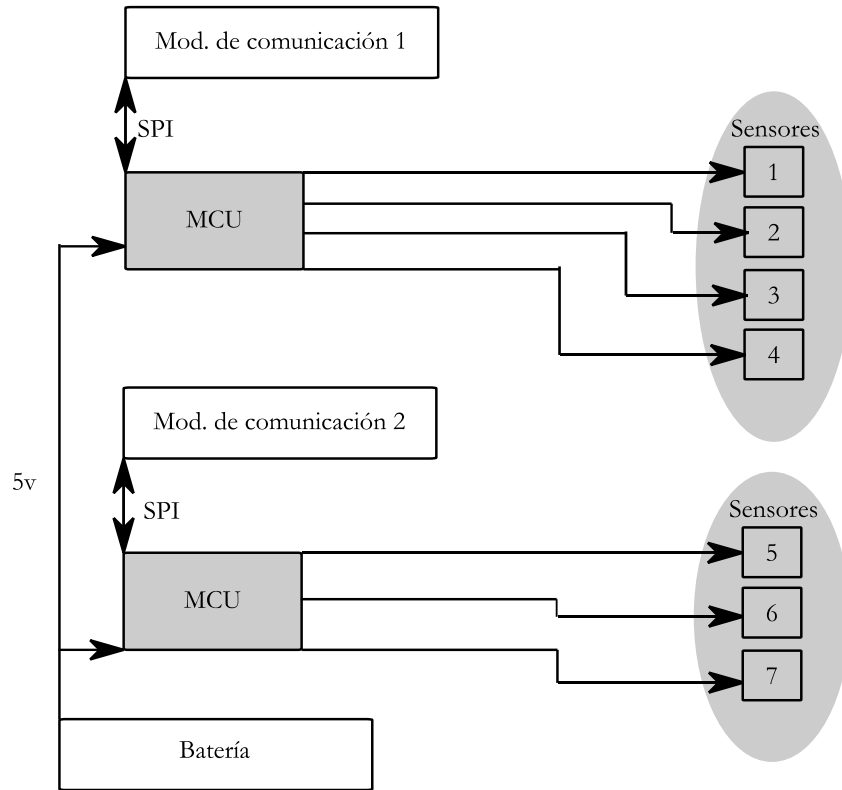 Mod. de comunicación 1
SPI
Sensores
1
MCU
2
3
4
Mod. de comunicación 2
5v
SPI
Sensores
5
MCU
6
7
Batería